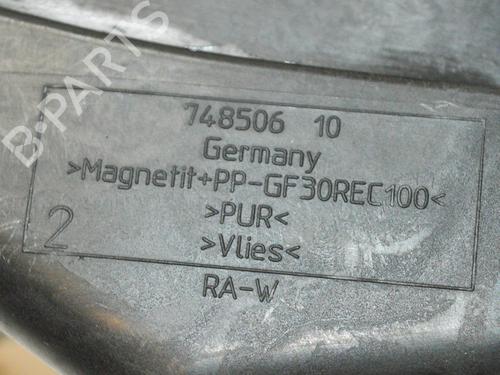 B-PARTS
748506 10
Germany
>Magnetit+PP-GF30REC100<
>PUR<
2
>Vlies<
RA-W